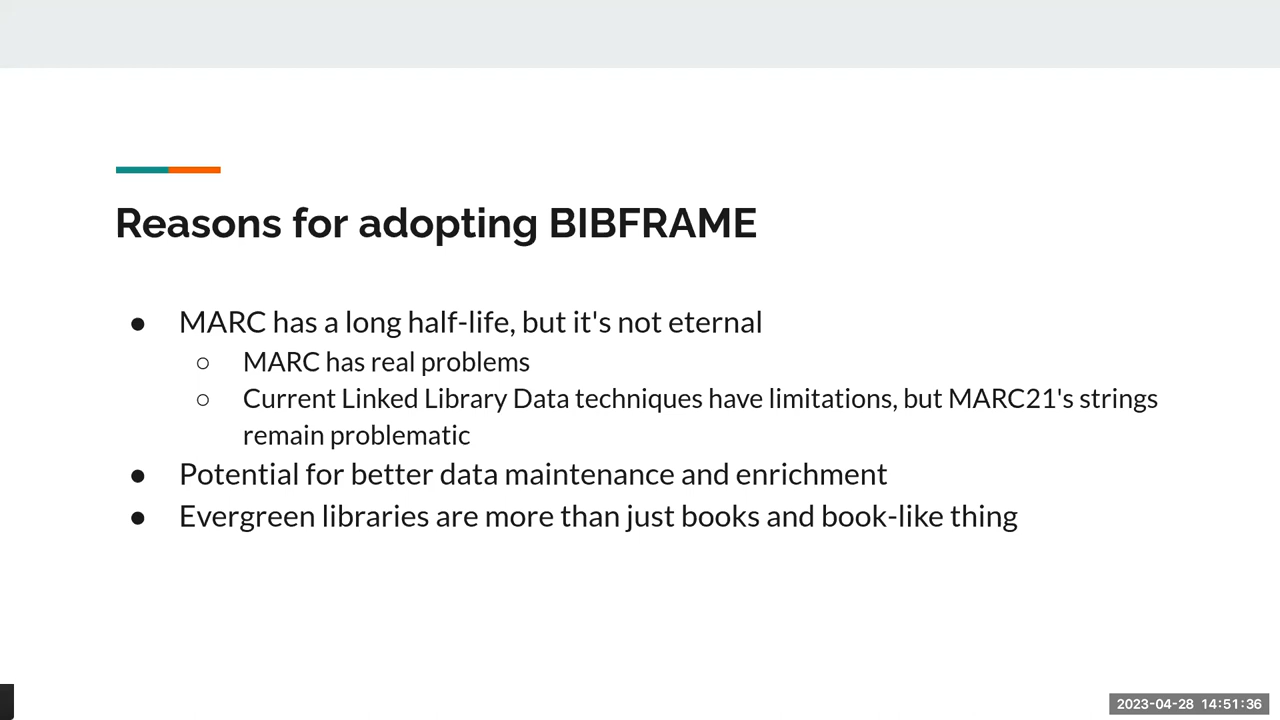 Reasons for adopting BIBFRAME
● MARC has a long half-life, but it's not eternal
○ MARC has real problems
○ Current Linked Library Data techniques have limitations, but MARC21's strings
remain problematic
● Potential for better data maintenance and enrichment
● Evergreen libraries are more than just books and book-like thing
2023-04-28 14:51:36